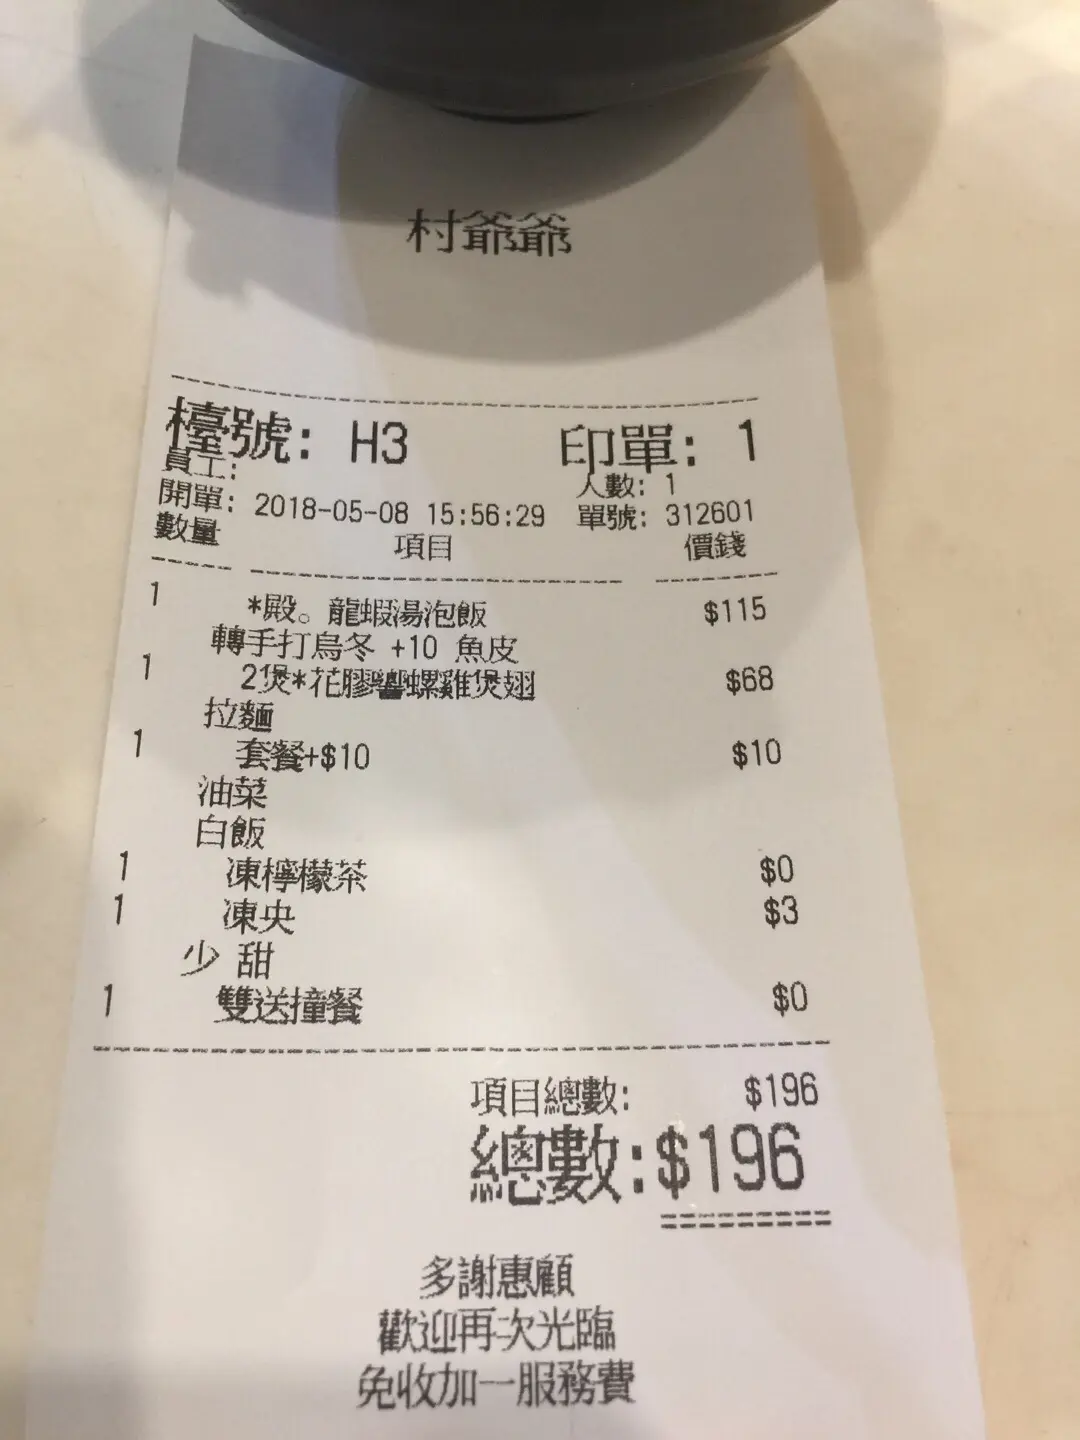 村爺爺
檯號: H3 印單: 1
員工: 人數: 1
開單: 2018-05-08 15:56:29 單號: 312601
數量 項目 價錢
1 *殿。龍蝦湯泡飯 $115
轉手打烏冬 +10 魚皮
1 2煲*花膠響螺雞煲翅 $68
拉麵
1 套餐+$10 $10
油菜
白飯
1 凍檸檬茶 $0
1 凍央 $3
少 甜
1 雙送撞餐 $0
項目總數: $196
總數:$196
多謝惠顧
歡迎再次光臨
免收加一服務費